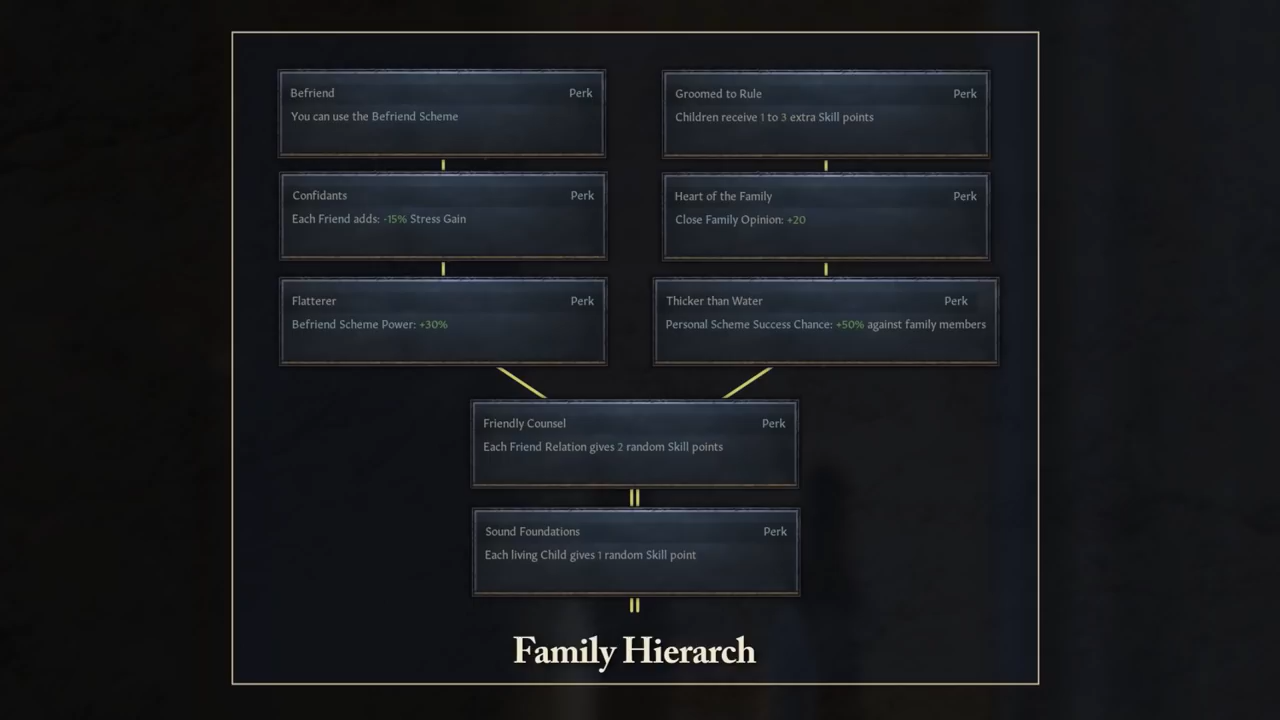 Befriend Perk
You can use the Befriend Scheme
Groomed to Rule Perk
Children receive 1 to 3 extra Skill points
Confidants Perk
Each Friend adds: -15% Stress Gain
Heart of the Family Perk
Close Family Opinion: +20
Flatterer Perk
Befriend Scheme Power: +30%
Thicker than Water Perk
Personal Scheme Success Chance: +50% against family members
Friendly Counsel Perk
Each Friend Relation gives 2 random Skill points
Sound Foundations Perk
Each living Child gives 1 random Skill point
Family Hierarch